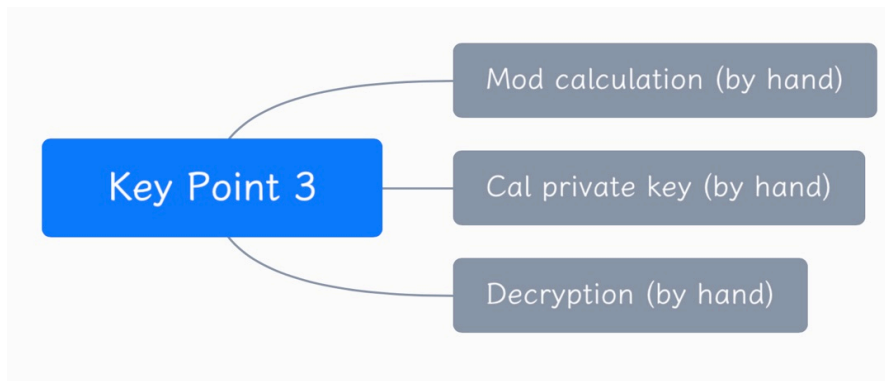 Key Point 3
Mod calculation (by hand)
Cal private key (by hand)
Decryption (by hand)